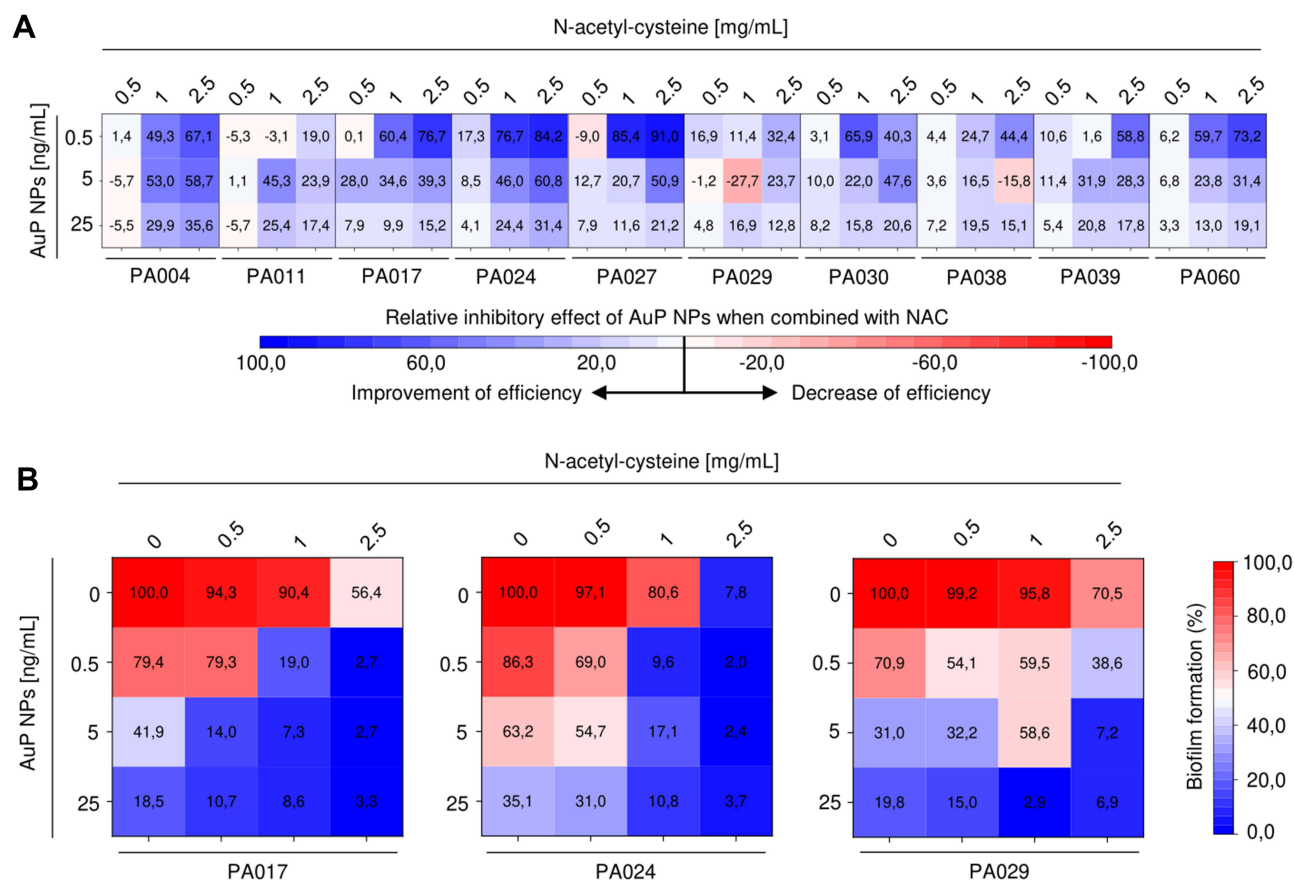 A
N-acetyl-cysteine [mg/mL]
0.5 1 2.5 0.5 1 2.5 0.5 1 2.5 0.5 1 2.5 0.5 1 2.5 0.5 1 2.5 0.5 1 2.5 0.5 1 2.5 0.5 1 2.5 0.5 1 2.5
AuP NPs [ng/mL]
0.5 1,4 49,3 67,1 -5,3 -3,1 19,0 0,1 60,4 76,7 17,3 76,7 84,2 -9,0 85,4 91,0 16,9 11,4 32,4 3,1 65,9 40,3 4,4 24,7 44,4 10,6 1,6 58,8 6,2 59,7 73,2
5 -5,7 53,0 58,7 1,1 45,3 23,9 28,0 34,6 39,3 8,5 46,0 60,8 12,7 20,7 50,9 -1,2 -27,7 23,7 10,0 22,0 47,6 3,6 16,5 -15,8 11,4 31,9 28,3 6,8 23,8 31,4
25 -5,5 29,9 35,6 -5,7 25,4 17,4 7,9 9,9 15,2 4,1 24,4 31,4 7,9 11,6 21,2 4,8 16,9 12,8 8,2 15,8 20,6 7,2 19,5 15,1 5,4 20,8 17,8 3,3 13,0 19,1
PA004 PA011 PA017 PA024 PA027 PA029 PA030 PA038 PA039 PA060
Relative inhibitory effect of AuP NPs when combined with NAC
100,0 60,0 20,0 -20,0 -60,0 -100,0
Improvement of efficiency Decrease of efficiency
B
N-acetyl-cysteine [mg/mL]
0 0.5 1 2.5 0 0.5 1 2.5 0 0.5 1 2.5
AuP NPs [ng/mL]
0 100,0 94,3 90,4 56,4 0 100,0 97,1 80,6 7,8 0 100,0 99,2 95,8 70,5
0.5 79,4 79,3 19,0 2,7 0.5 86,3 69,0 9,6 2,0 0.5 70,9 54,1 59,5 38,6
5 41,9 14,0 7,3 2,7 5 63,2 54,7 17,1 2,4 5 31,0 32,2 58,6 7,2
25 18,5 10,7 8,6 3,3 25 35,1 31,0 10,8 3,7 25 19,8 15,0 2,9 6,9
PA017 PA024 PA029
Biofilm formation (%)
100,0
80,0
60,0
40,0
20,0
0,0